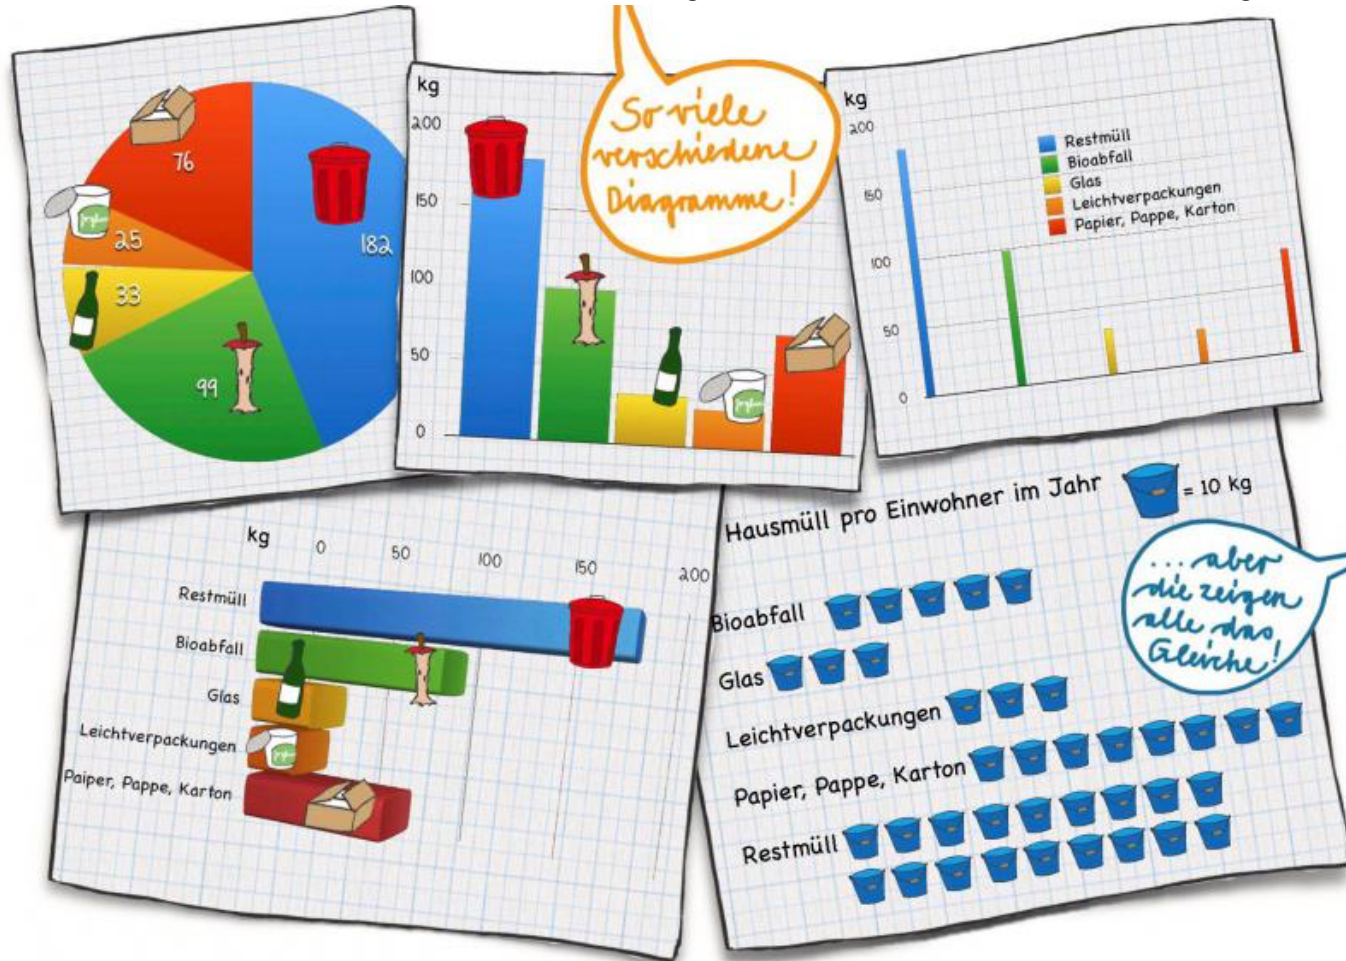 76
25
33
99
182
kg
200
150
100
50
0
So viele
verschiedene
Diagramme!
kg
200
150
100
50
0
Restmüll
Bioabfall
Glas
Leichtverpackungen
Papier, Pappe, Karton
kg 0 50 100 150 200
Restmüll
Bioabfall
Glas
Leichtverpackungen
Paiper, Pappe, Karton
Hausmüll pro Einwohner im Jahr = 10 kg
Bioabfall
Glas
Leichtverpackungen
Papier, Pappe, Karton
Restmüll
...aber
die zeigen
alle das
Gleiche!